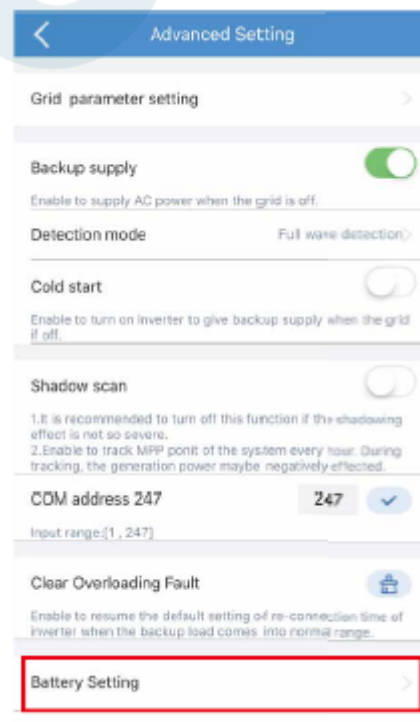 Advanced Setting
Grid parameter setting
Backup supply
Enable to supply AC power when the grid is off.
Detection mode Full wave detection
Cold start
Enable to turn on Inverter to give backup supply when the grid
if off.
Shadow scan
1.It is recommended to turn off this function if the shadowing
effect is not so severe.
2.Enable to track MPP ponit of the system every hour. During
tracking, the generation power maybe negatively effected.
COM address 247 247
Input range:[1 , 247]
Clear Overloading Fault
Enable to resume the default setting of re-connection time of
inverter when the backup load comes into normal range.
Battery Setting